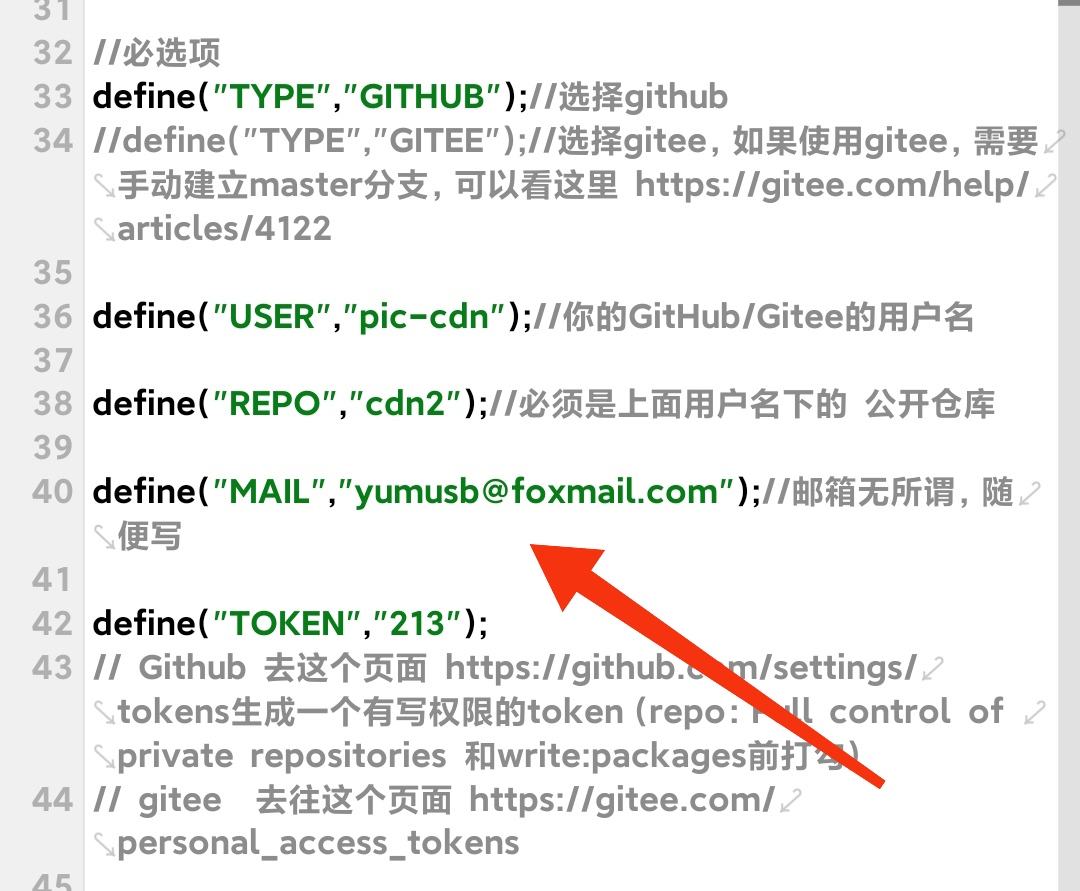 31
32 //必选项
33 define("TYPE","GITHUB");//选择github
34 //define("TYPE","GITEE");//选择gitee, 如果使用gitee, 需要
手动建立master分支, 可以看这里 https://gitee.com/help/
articles/4122
35
36 define("USER","pic-cdn");//你的GitHub/Gitee的用户名
37
38 define("REPO","cdn2");//必须是上面用户名下的 公开仓库
39
40 define("MAIL","yumusb@foxmail.com");//邮箱无所谓, 随
便写
41
42 define("TOKEN","213");
43 // Github 去这个页面 https://github.com/settings/
tokens生成一个有写权限的token (repo: Full control of
private repositories 和write:packages前打勾)
44 // gitee 去往这个页面 https://gitee.com/
personal_access_tokens
45